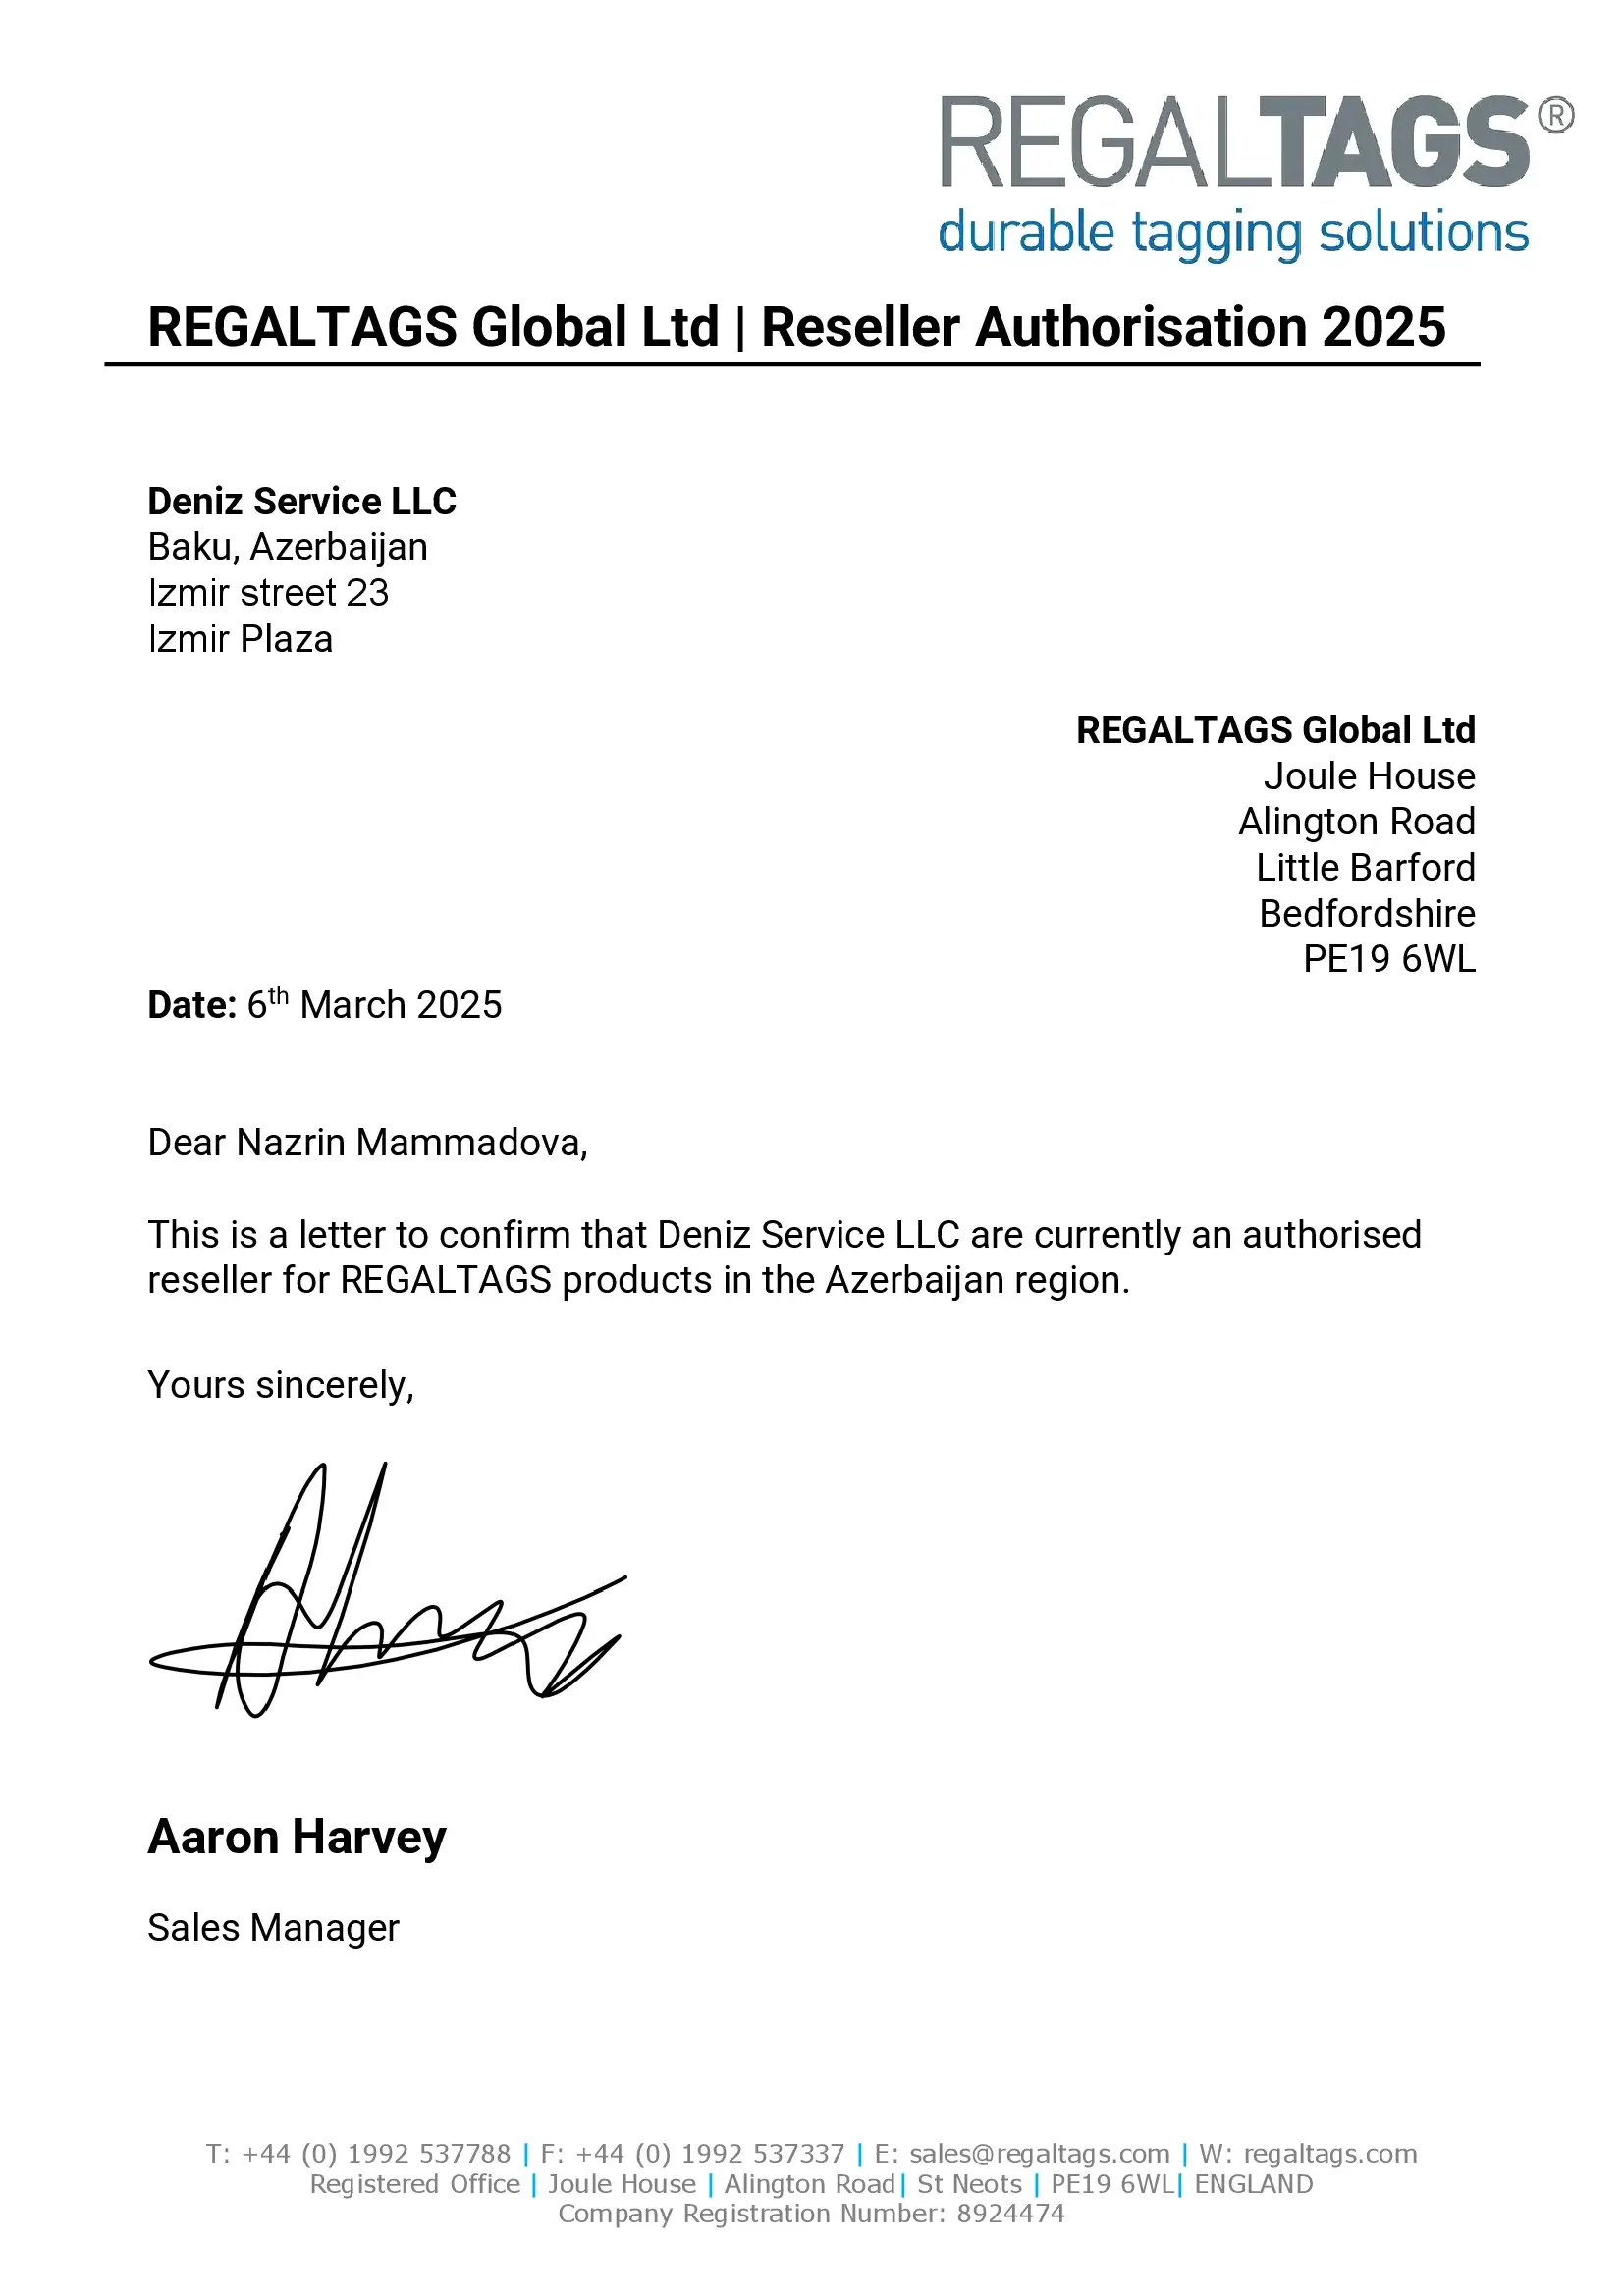 REGALTAGS®
durable tagging solutions
REGALTAGS Global Ltd | Reseller Authorisation 2025
Deniz Service LLC
Baku, Azerbaijan
Izmir street 23
Izmir Plaza
REGALTAGS Global Ltd
Joule House
Alington Road
Little Barford
Bedfordshire
PE19 6WL
Date: 6th March 2025
Dear Nazrin Mammadova,
This is a letter to confirm that Deniz Service LLC are currently an authorised
reseller for REGALTAGS products in the Azerbaijan region.
Yours sincerely,
Aaron Harvey
Sales Manager
T: +44 (0) 1992 537788 | F: +44 (0) 1992 537337 | E: sales@regaltags.com | W: regaltags.com
Registered Office | Joule House | Alington Road| St Neots | PE19 6WL| ENGLAND
Company Registration Number: 8924474